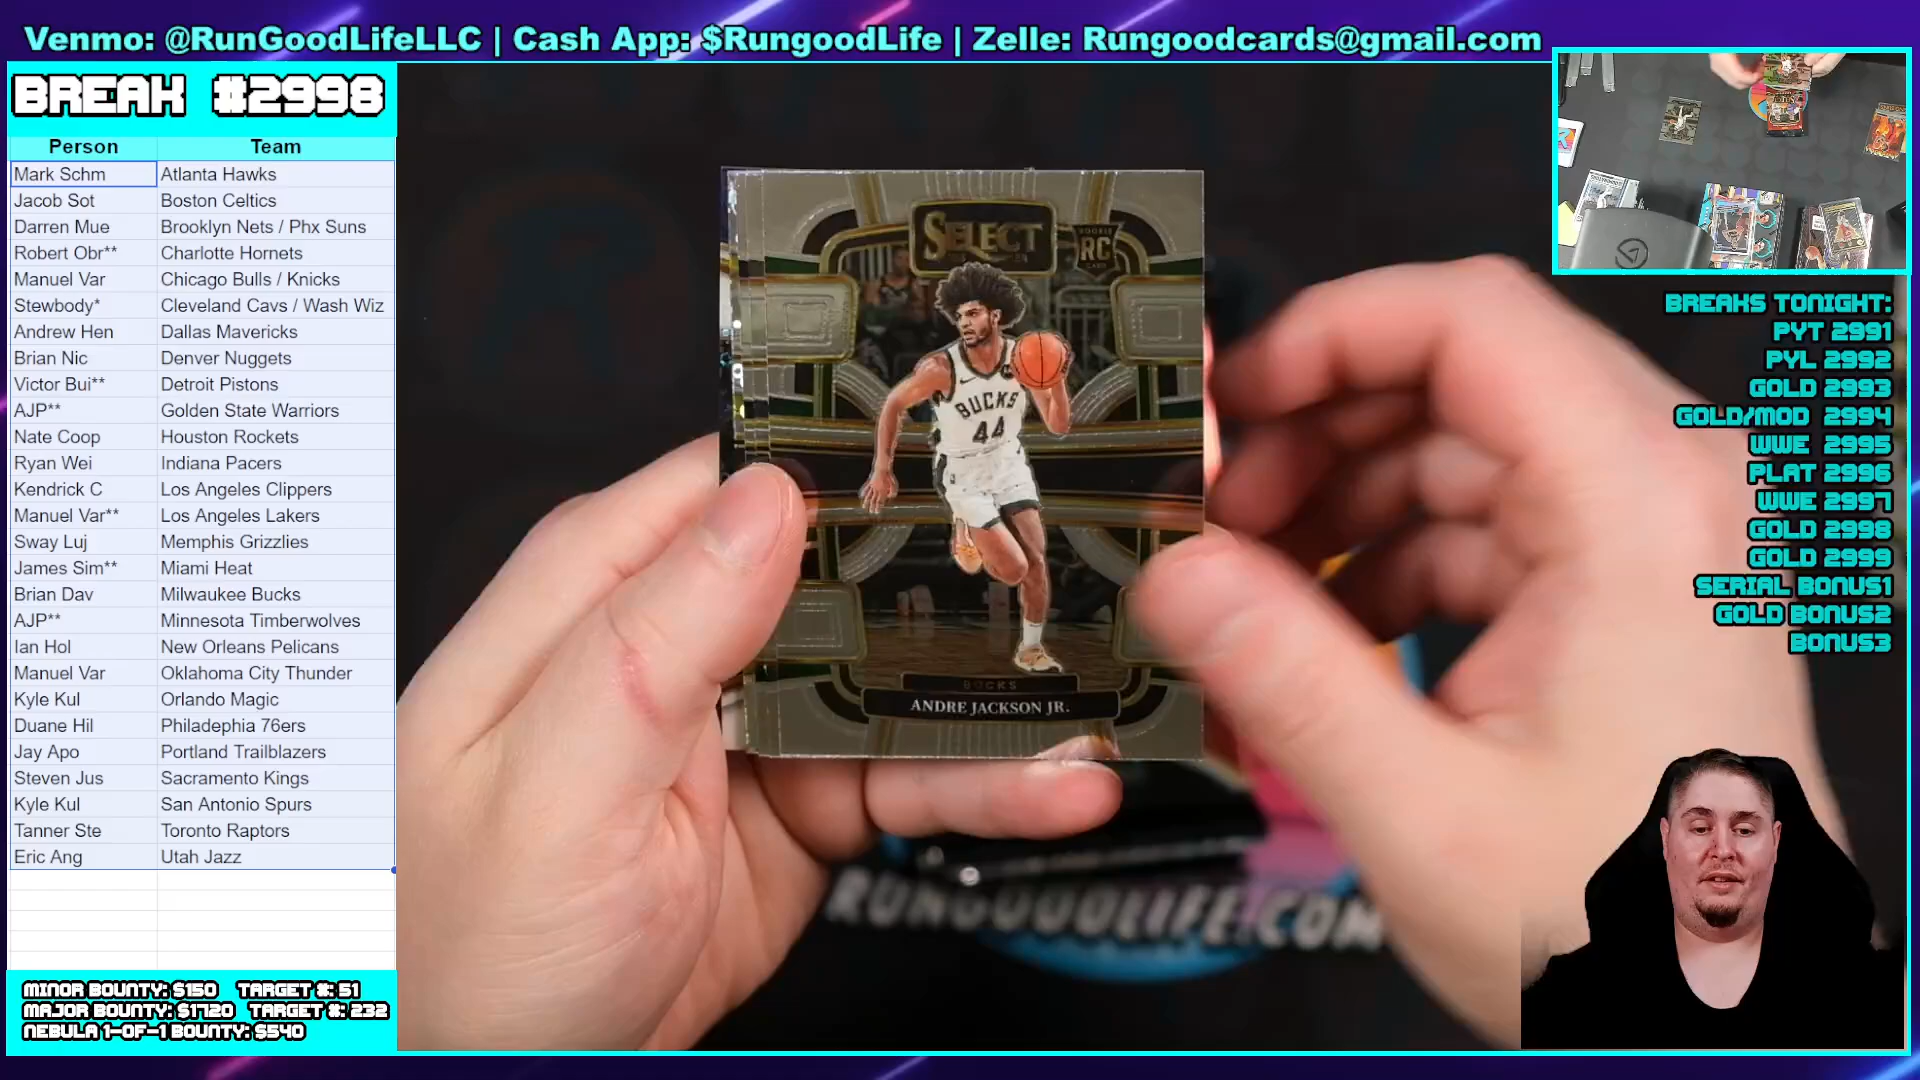 Venmo: @RunGoodLifeLLC | Cash App: $RungoodLife | Zelle: Rungoodcards@gmail.com
BREAK #2998
Person Team
Mark Schm Atlanta Hawks
Jacob Sot Boston Celtics
Darren Mue Brooklyn Nets / Phx Suns
Robert Obr** Charlotte Hornets
Manuel Var Chicago Bulls / Knicks
Stewbody* Cleveland Cavs / Wash Wiz
Andrew Hen Dallas Mavericks
Brian Nic Denver Nuggets
Victor Bui** Detroit Pistons
AJP** Golden State Warriors
Nate Coop Houston Rockets
Ryan Wei Indiana Pacers
Kendrick C Los Angeles Clippers
Manuel Var** Los Angeles Lakers
Sway Luj Memphis Grizzlies
James Sim** Miami Heat
Brian Dav Milwaukee Bucks
AJP** Minnesota Timberwolves
Ian Hol New Orleans Pelicans
Manuel Var Oklahoma City Thunder
Kyle Kul Orlando Magic
Duane Hil Philadephia 76ers
Jay Apo Portland Trailblazers
Steven Jus Sacramento Kings
Kyle Kul San Antonio Spurs
Tanner Ste Toronto Raptors
Eric Ang Utah Jazz
MINOR BOUNTY: $150 TARGET #: 51
MAJOR BOUNTY: $1720 TARGET #: 232
NEBULA 1-OF-1 BOUNTY: $540
SELECT
ROOKIE
RC
CARD
BUCKS
44
BUCKS
ANDRE JACKSON JR.
RUNGOODLIFE.COM
BREAKS TONIGHT:
PYT 2991
PYL 2992
GOLD 2993
GOLD/MOD 2994
WWE 2995
PLAT 2996
WWE 2997
GOLD 2998
GOLD 2999
SERIAL BONUS1
GOLD BONUS2
BONUS3